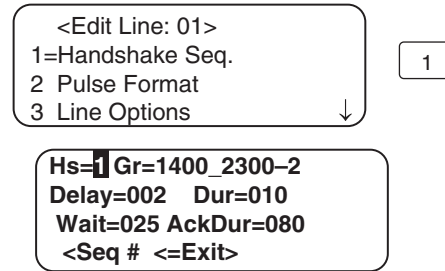 <Edit Line: 01>
1=Handshake Seq.
2 Pulse Format
3 Line Options ↓
1
Hs=1 Gr=1400_2300–2
Delay=002 Dur=010
Wait=025 AckDur=080
<Seq # <=Exit>